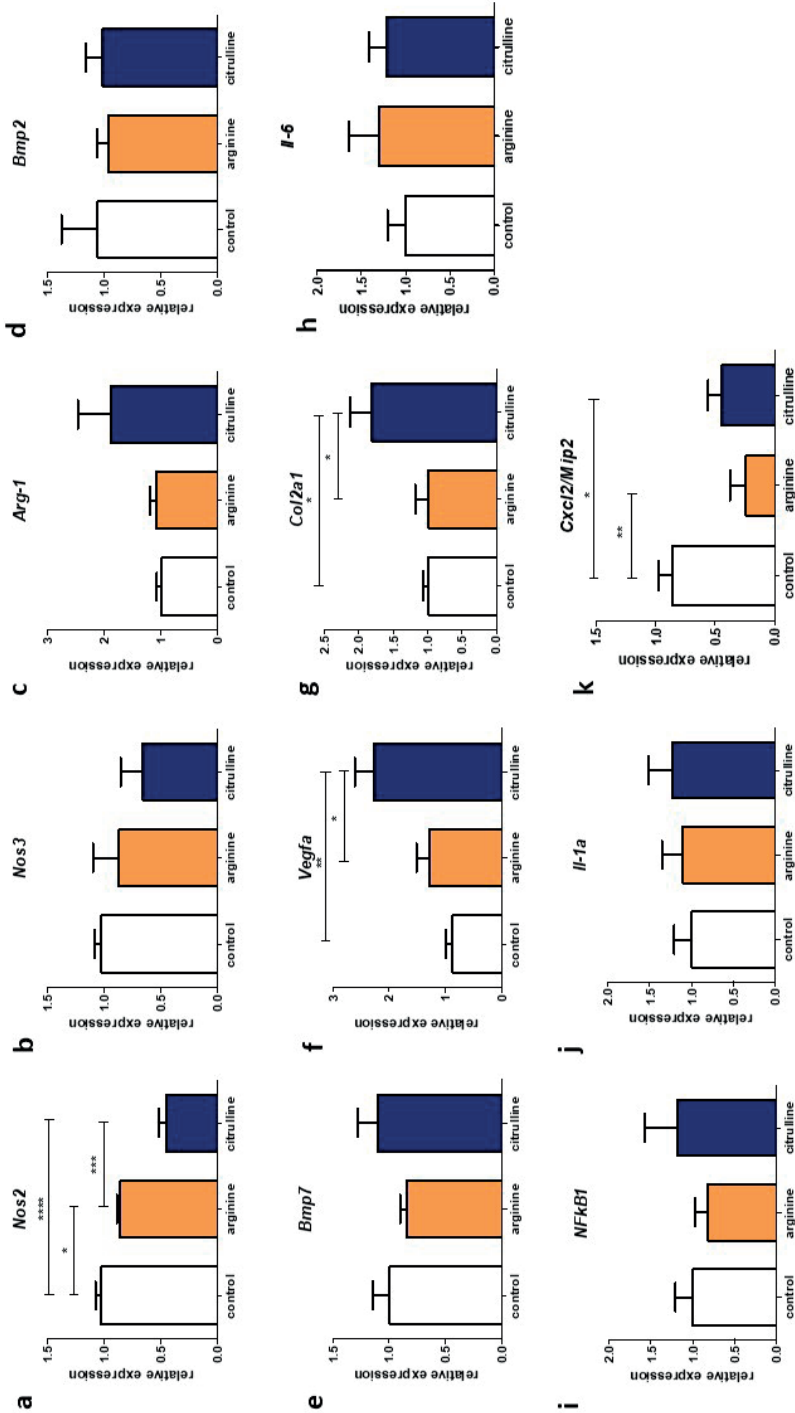 a
Nos2
****
*
***
relative expression
1.5
1.0
0.5
0.0
control
arginine
citrulline
b
Nos3
relative expression
1.5
1.0
0.5
0.0
control
arginine
citrulline
c
Arg-1
relative expression
3
2
1
0
control
arginine
citrulline
d
Bmp2
relative expression
1.5
1.0
0.5
0.0
control
arginine
citrulline
e
Bmp7
relative expression
1.5
1.0
0.5
0.0
control
arginine
citrulline
f
Vegfa
**
*
relative expression
3
2
1
0
control
arginine
citrulline
g
Col2a1
*
*
relative expression
2.5
2.0
1.5
1.0
0.5
0.0
control
arginine
citrulline
h
Il-6
relative expression
2.0
1.5
1.0
0.5
0.0
control
arginine
citrulline
i
NFkB1
relative expression
2.0
1.5
1.0
0.5
0.0
control
arginine
citrulline
j
Il-1a
relative expression
2.0
1.5
1.0
0.5
0.0
control
arginine
citrulline
k
Cxcl2/Mip2
*
**
relative expression
1.5
1.0
0.5
0.0
control
arginine
citrulline